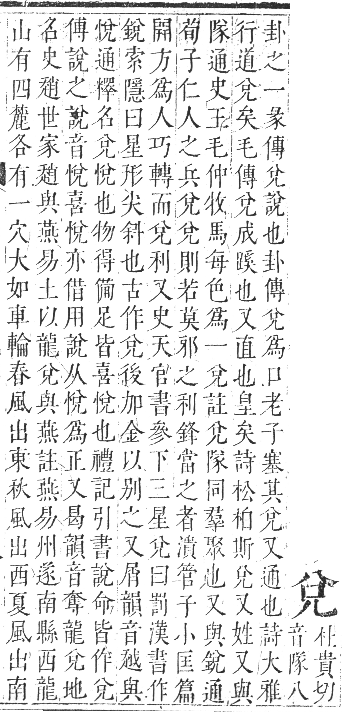 兌
杜貴切
音隊八
卦之一彖傳兌說也卦傳兌爲口老子塞其兌又通也詩大雅
行道兌矣毛傳兌成蹊也又直也皇矣詩松柏斯兌又姓又與
隊通史王毛仲牧馬每色爲一兌註兌隊同羣聚也又與銳通
荀子仁人之兵兌兌則若莫邪之利鋒當之者潰管子小匡篇
開方爲人巧轉而兌利又史天官書參下三星兌曰罰漢書作
銳索隱曰星形尖斜也古作兌後加金以别之又屑韻音越與
悅通釋名兌悅也物得備足皆喜悅也禮記引書說命皆作兌
傳說之說音悅喜悅亦借用說从悅爲正又曷韻音奪龍兌地
名史趙世家趙與燕易土以龍兌與燕註燕易州遂南縣西龍
山有四麓各有一穴大如車輪春風出東秋風出西夏風出南